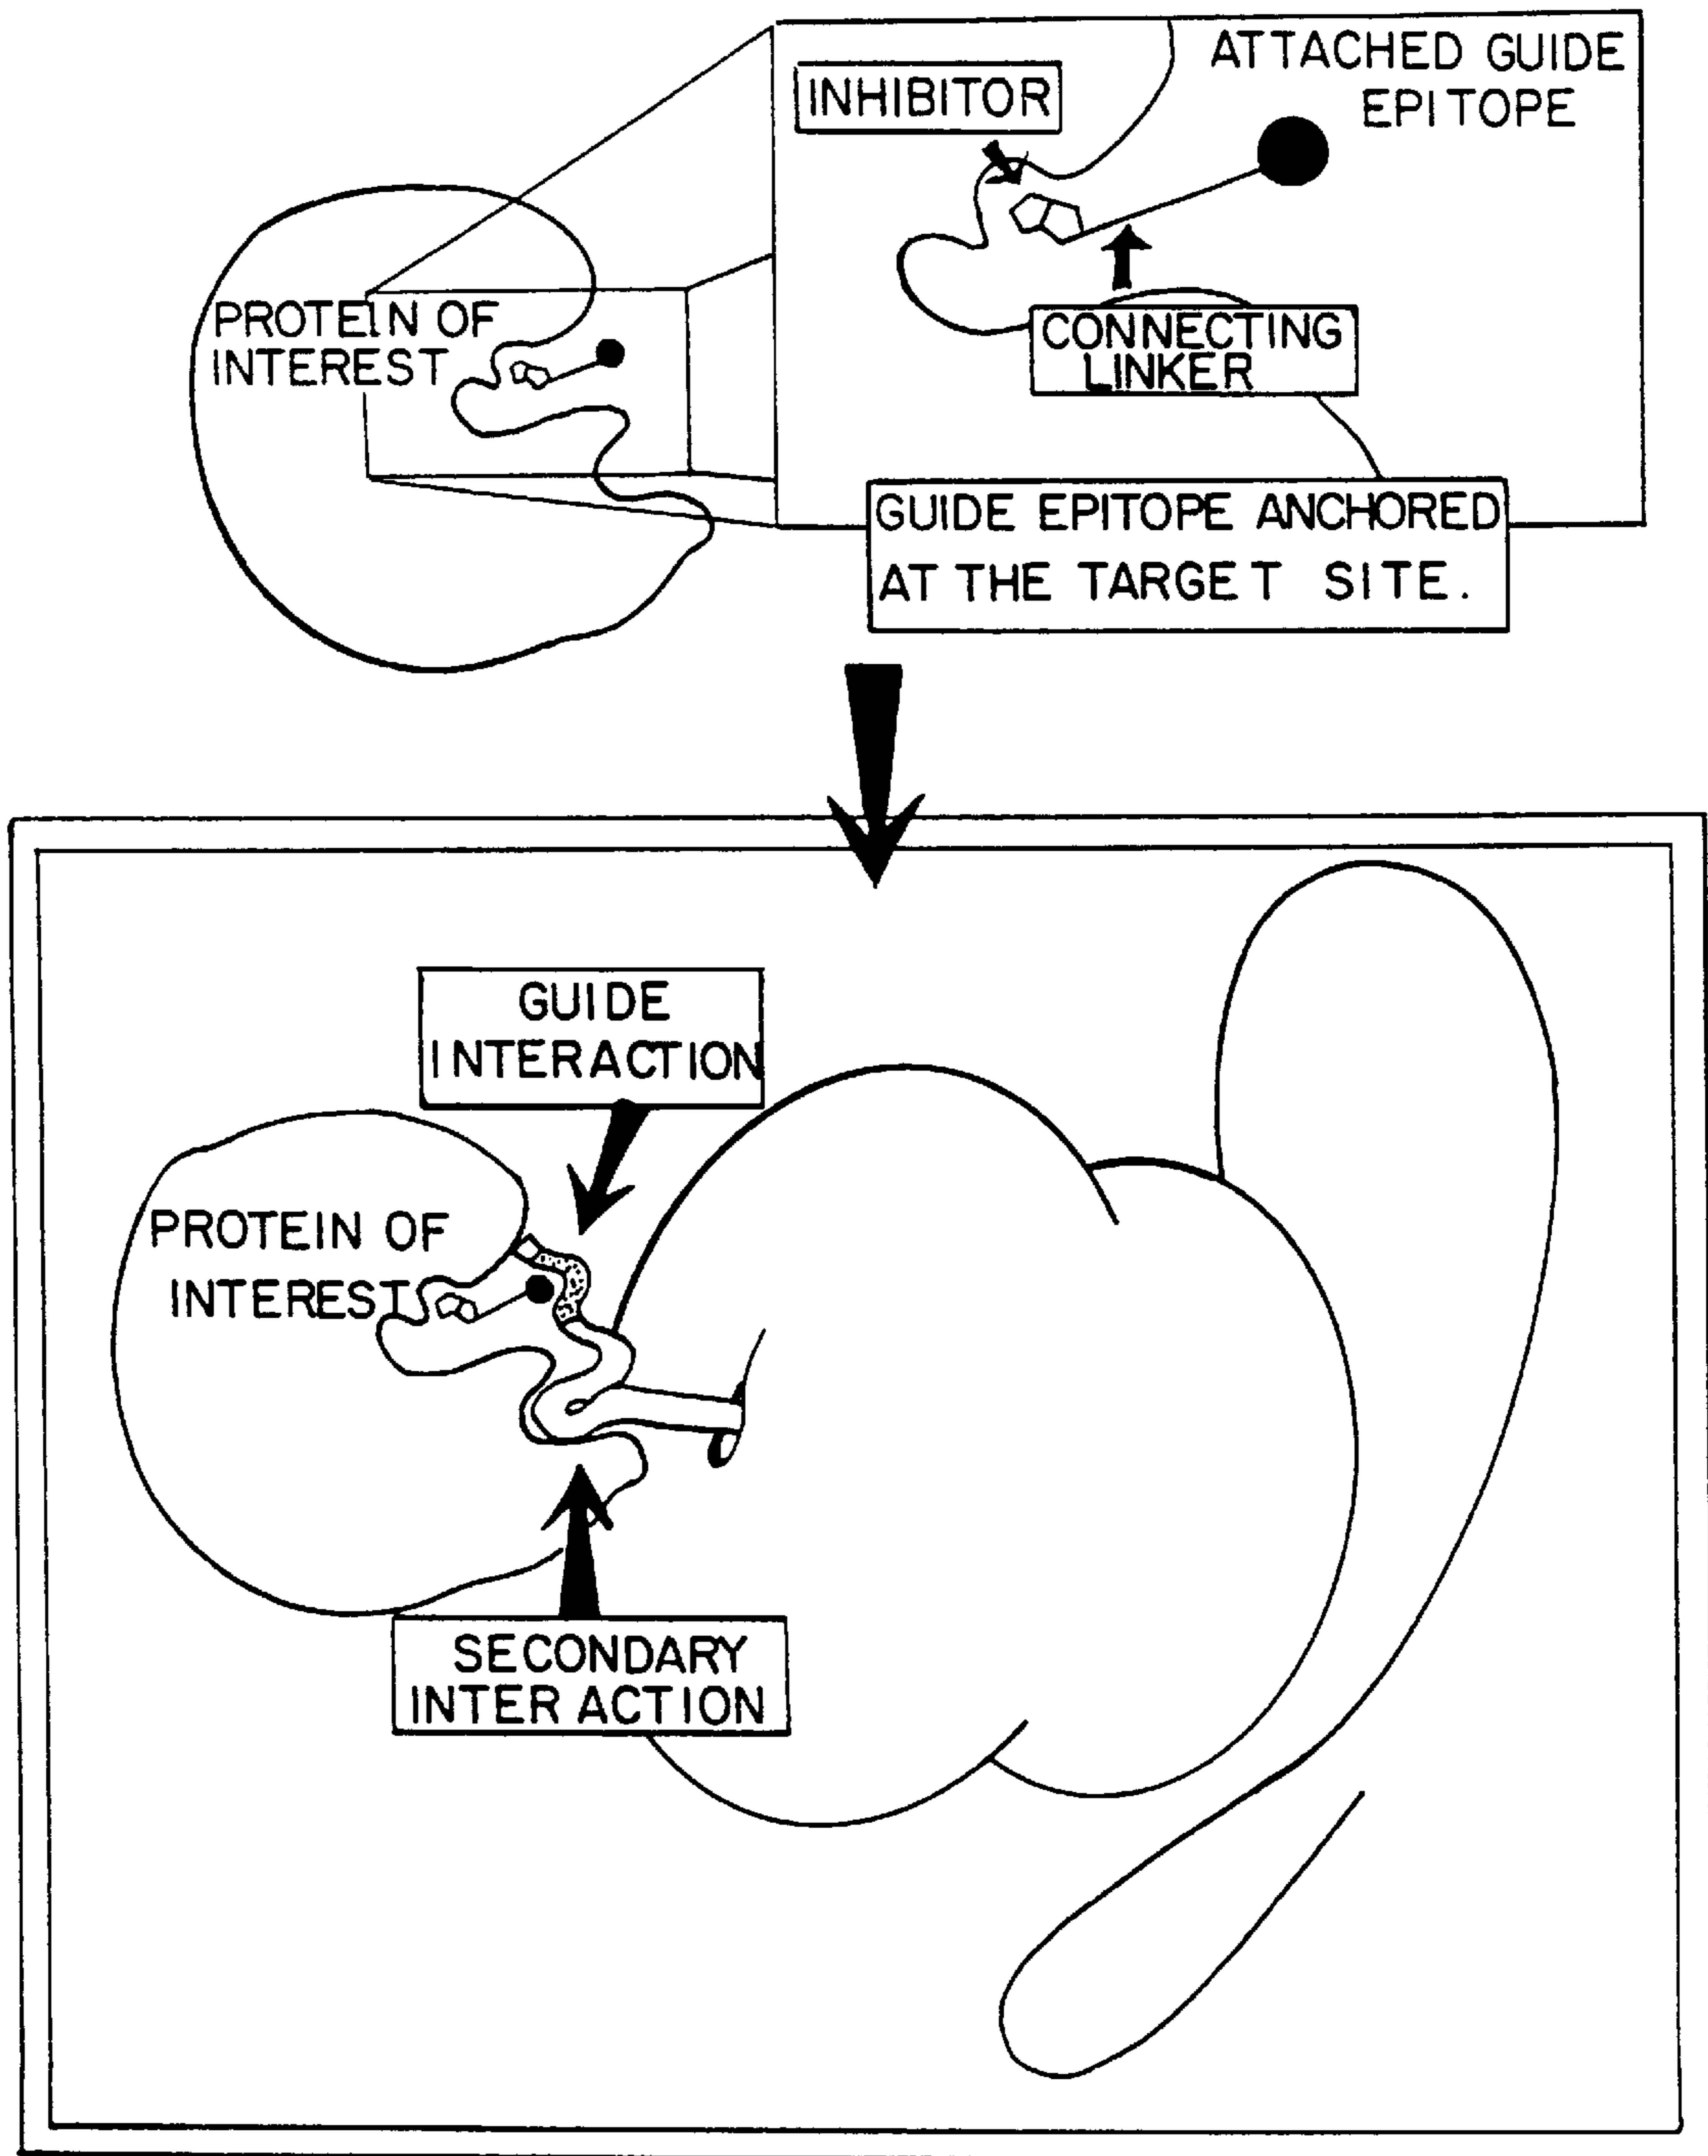 INHIBITOR
ATTACHED GUIDE
EPITOPE
PROTEIN OF
INTEREST
CONNECTING
LINKER
GUIDE EPITOPE ANCHORED
AT THE TARGET SITE.
GUIDE
INTERACTION
PROTEIN OF
INTEREST
SECONDARY
INTERACTION